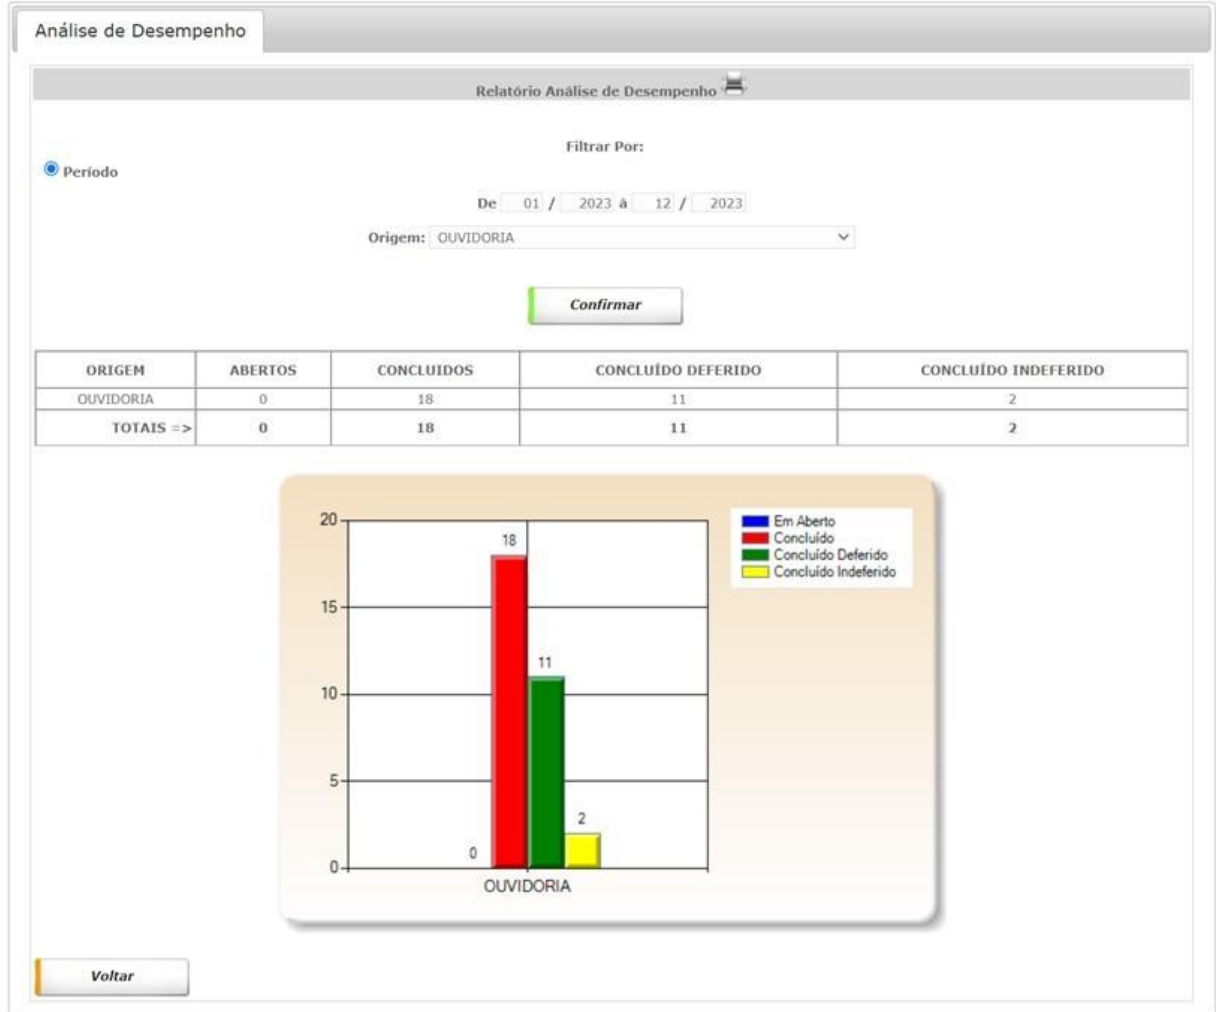 Análise de Desempenho
Relatório Análise de Desempenho
Filtrar Por:
Período
De 01 / 2023 à 12 / 2023
Origem: OUVIDORIA
Confirmar
ORIGEM ABERTOS CONCLUIDOS CONCLUÍDO DEFERIDO CONCLUÍDO INDEFERIDO
OUVIDORIA 0 18 11 2
TOTAIS => 0 18 11 2
20
15
10
5
0
18
11
2
0
OUVIDORIA
Em Aberto
Concluído
Concluído Deferido
Concluído Indeferido
Voltar